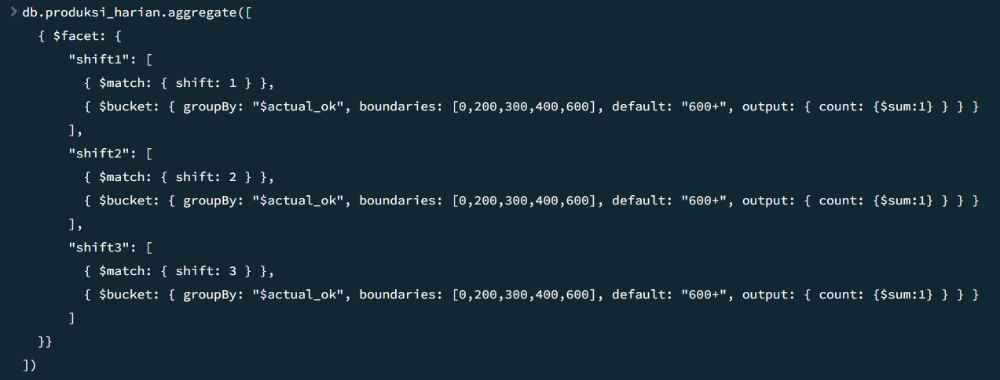 db.produksi_harian.aggregate([
{ $facet: {
"shift1": [
{ $match: { shift: 1 } },
{ $bucket: { groupBy: "$actual_ok", boundaries: [0,200,300,400,600], default: "600+", output: { count: {$sum:1} } } }
],
"shift2": [
{ $match: { shift: 2 } },
{ $bucket: { groupBy: "$actual_ok", boundaries: [0,200,300,400,600], default: "600+", output: { count: {$sum:1} } } }
],
"shift3": [
{ $match: { shift: 3 } },
{ $bucket: { groupBy: "$actual_ok", boundaries: [0,200,300,400,600], default: "600+", output: { count: {$sum:1} } } }
]
}}
])